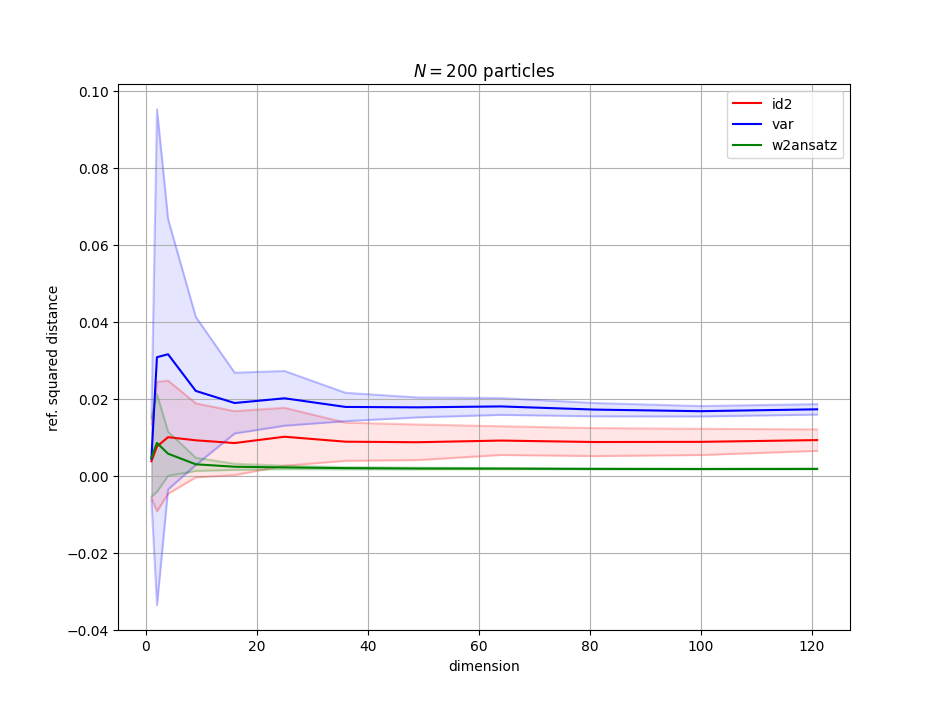 N = 200 particles
ref. squared distance
0.10
0.08
0.06
0.04
0.02
0.00
−0.02
−0.04
0 20 40 60 80 100 120
dimension
id2
var
w2ansatz